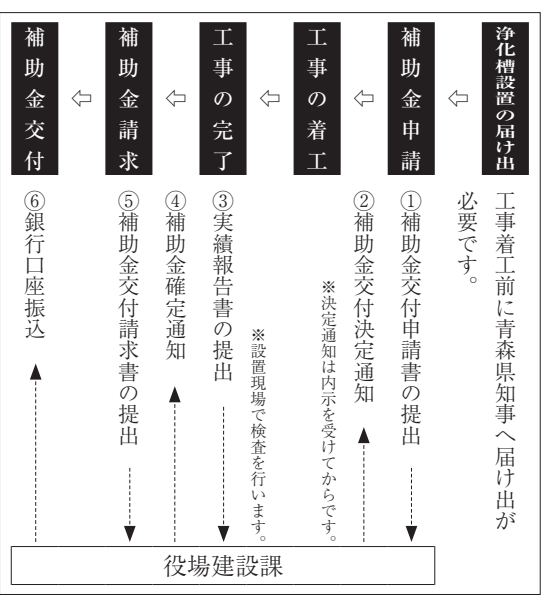 浄化槽設置の届け出
工事着工前に青森県知事へ届け出が
必要です。
⇦
補助金申請
①補助金交付申請書の提出
⇦
②補助金交付決定通知
※決定通知は内示を受けてからです。
工事の着工
⇦
※設置現場で検査を行います。
工事の完了
③実績報告書の提出
⇦
④補助金確定通知
補助金請求
⑤補助金交付請求書の提出
⇦
補助金交付
⑥銀行口座振込
役場建設課